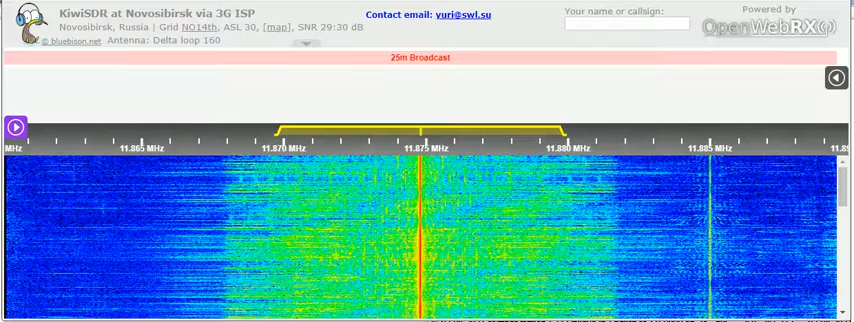 KiwiSDR at Novosibirsk via 3G ISP
Novosibirsk, Russia | Grid NO14th, ASL 30, [map], SNR 29:30 dB
© bluebison.net Antenna: Delta loop 160
Contact email: yuri@swl.su
Your name or callsign:
Powered by
OpenWebRX
25m Broadcast
MHz 11.865 MHz 11.870 MHz 11.875 MHz 11.880 MHz 11.885 MHz 11.89